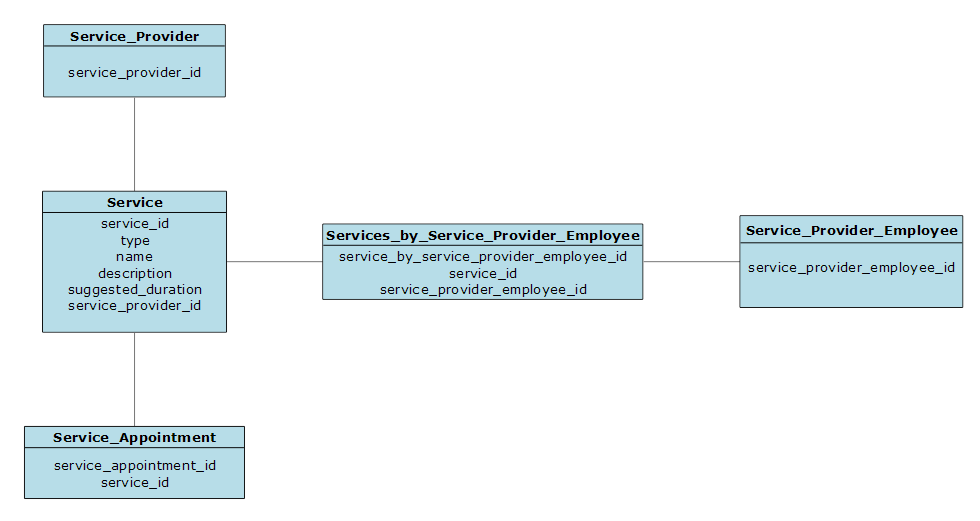 Service_Provider
service_provider_id
Service
service_id
type
name
description
suggested_duration
service_provider_id
Services_by_Service_Provider_Employee
service_by_service_provider_employee_id
service_id
service_provider_employee_id
Service_Provider_Employee
service_provider_employee_id
Service_Appointment
service_appointment_id
service_id